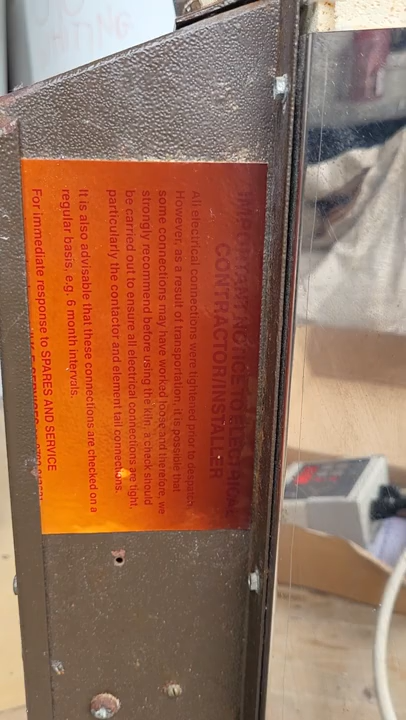 IMPORTANT NOTICE TO ELECTRICAL
CONTRACTOR/INSTALLER
All electrical connections were tightened prior to despatch.
However, as a result of transportation, it is possible that
some connections may have worked loose and therefore, we
strongly recommend before using the kiln, a check should
be carried out to ensure all electrical connections are tight,
particularly the contactor and element tail connections.
It is also advisable that these connections are checked on a
regular basis, e.g. 6 month intervals.
For immediate response to SPARES AND SERVICE